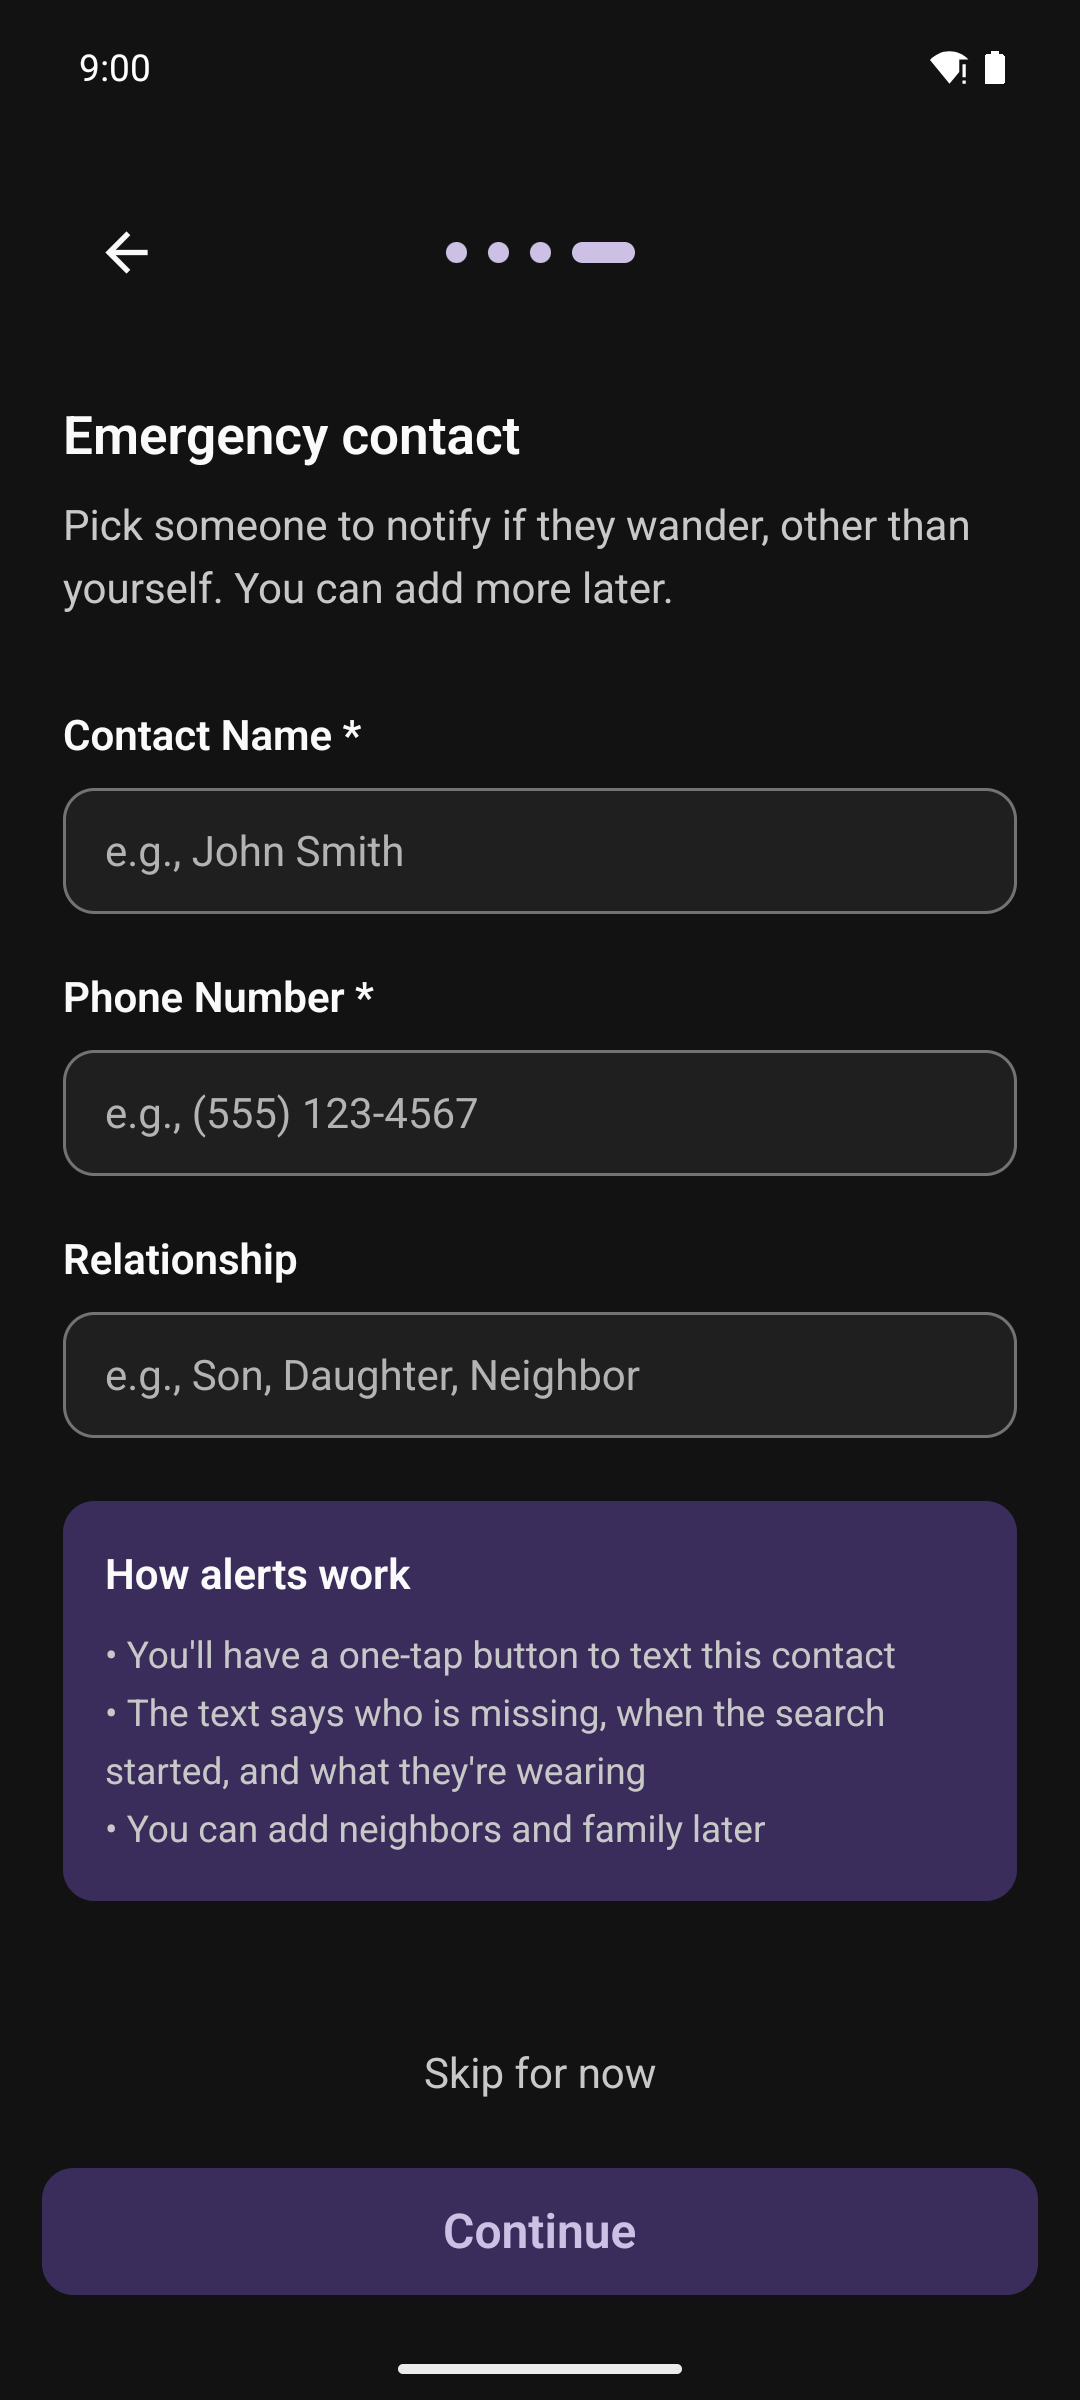 9:00
Emergency contact
Pick someone to notify if they wander, other than
yourself. You can add more later.
Contact Name *
e.g., John Smith
Phone Number *
e.g., (555) 123-4567
Relationship
e.g., Son, Daughter, Neighbor
How alerts work
• You'll have a one-tap button to text this contact
• The text says who is missing, when the search
started, and what they're wearing
• You can add neighbors and family later
Skip for now
Continue